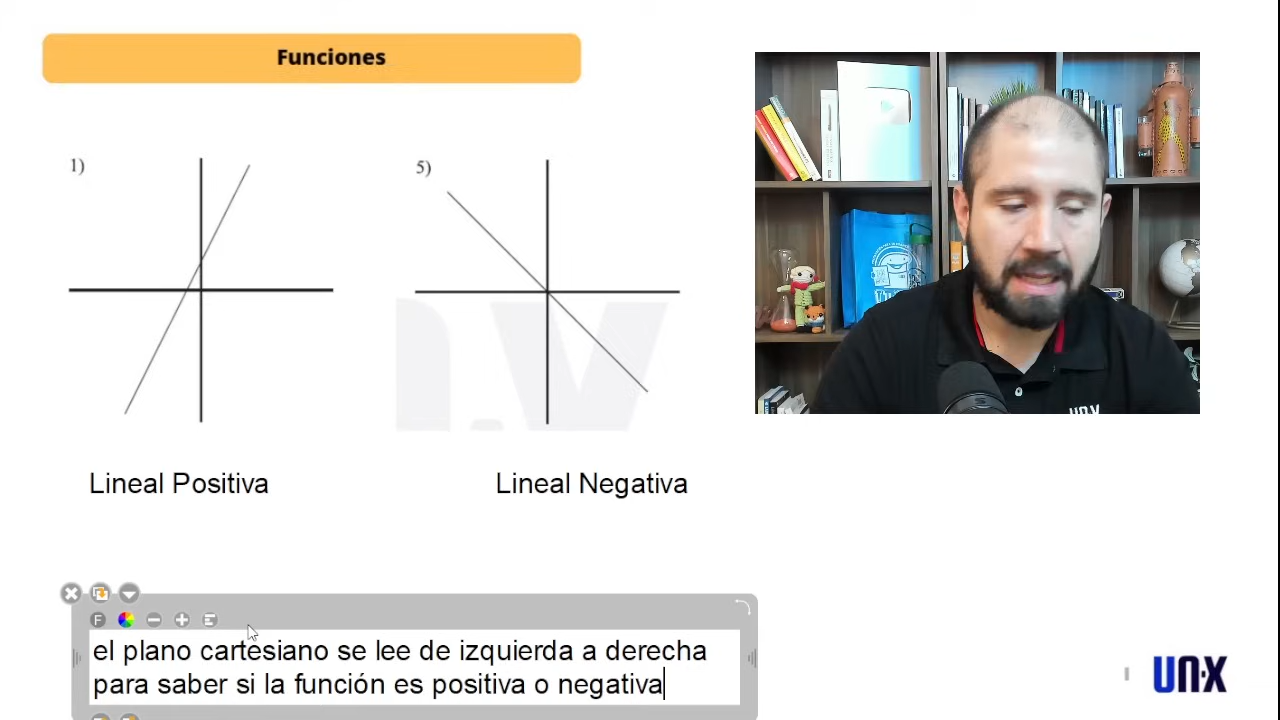 Funciones
1)
5)
Lineal Positiva
Lineal Negativa
F
el plano cartesiano se lee de izquierda a derecha
para saber si la función es positiva o negativa
UN·X